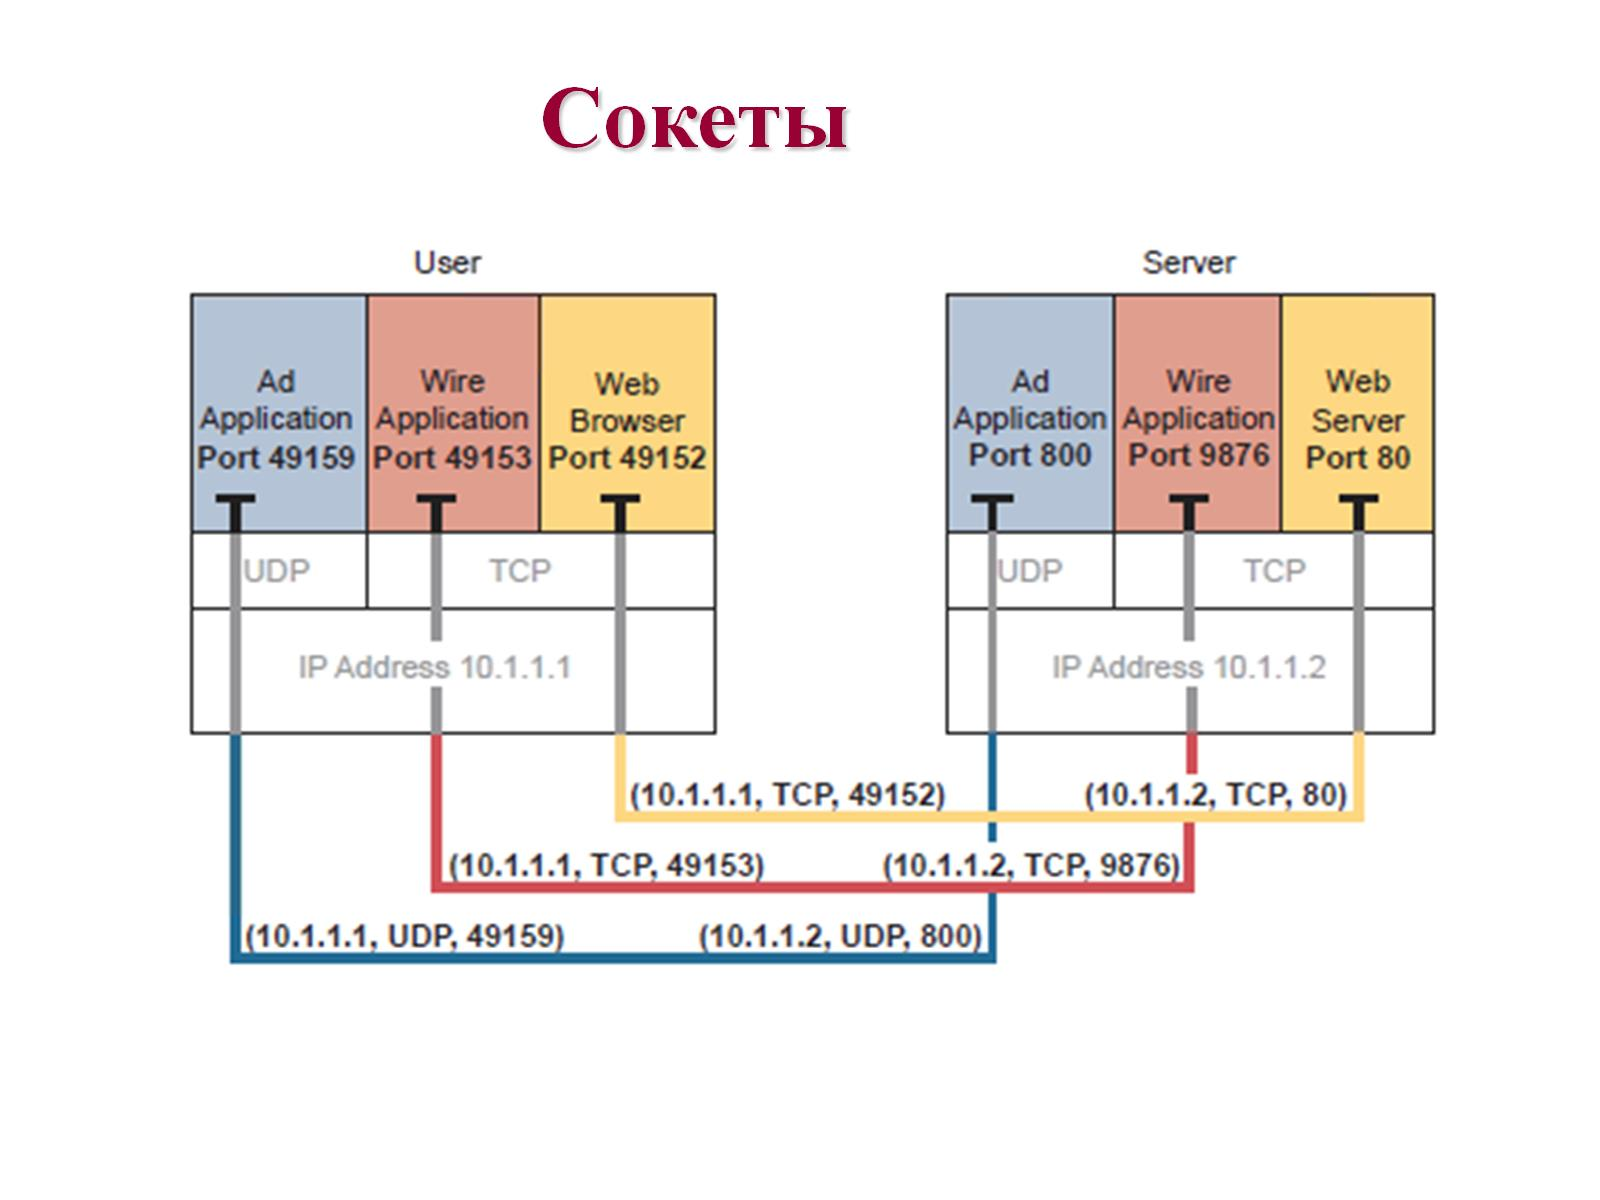 Сокеты
User
Server
Ad
Application
Port 49159
Wire
Application
Port 49153
Web
Browser
Port 49152
Ad
Application
Port 800
Wire
Application
Port 9876
Web
Server
Port 80
UDP
TCP
UDP
TCP
IP Address 10.1.1.1
IP Address 10.1.1.2
(10.1.1.1, TCP, 49152)
(10.1.1.2, TCP, 80)
(10.1.1.1, TCP, 49153)
(10.1.1.2, TCP, 9876)
(10.1.1.1, UDP, 49159)
(10.1.1.2, UDP, 800)